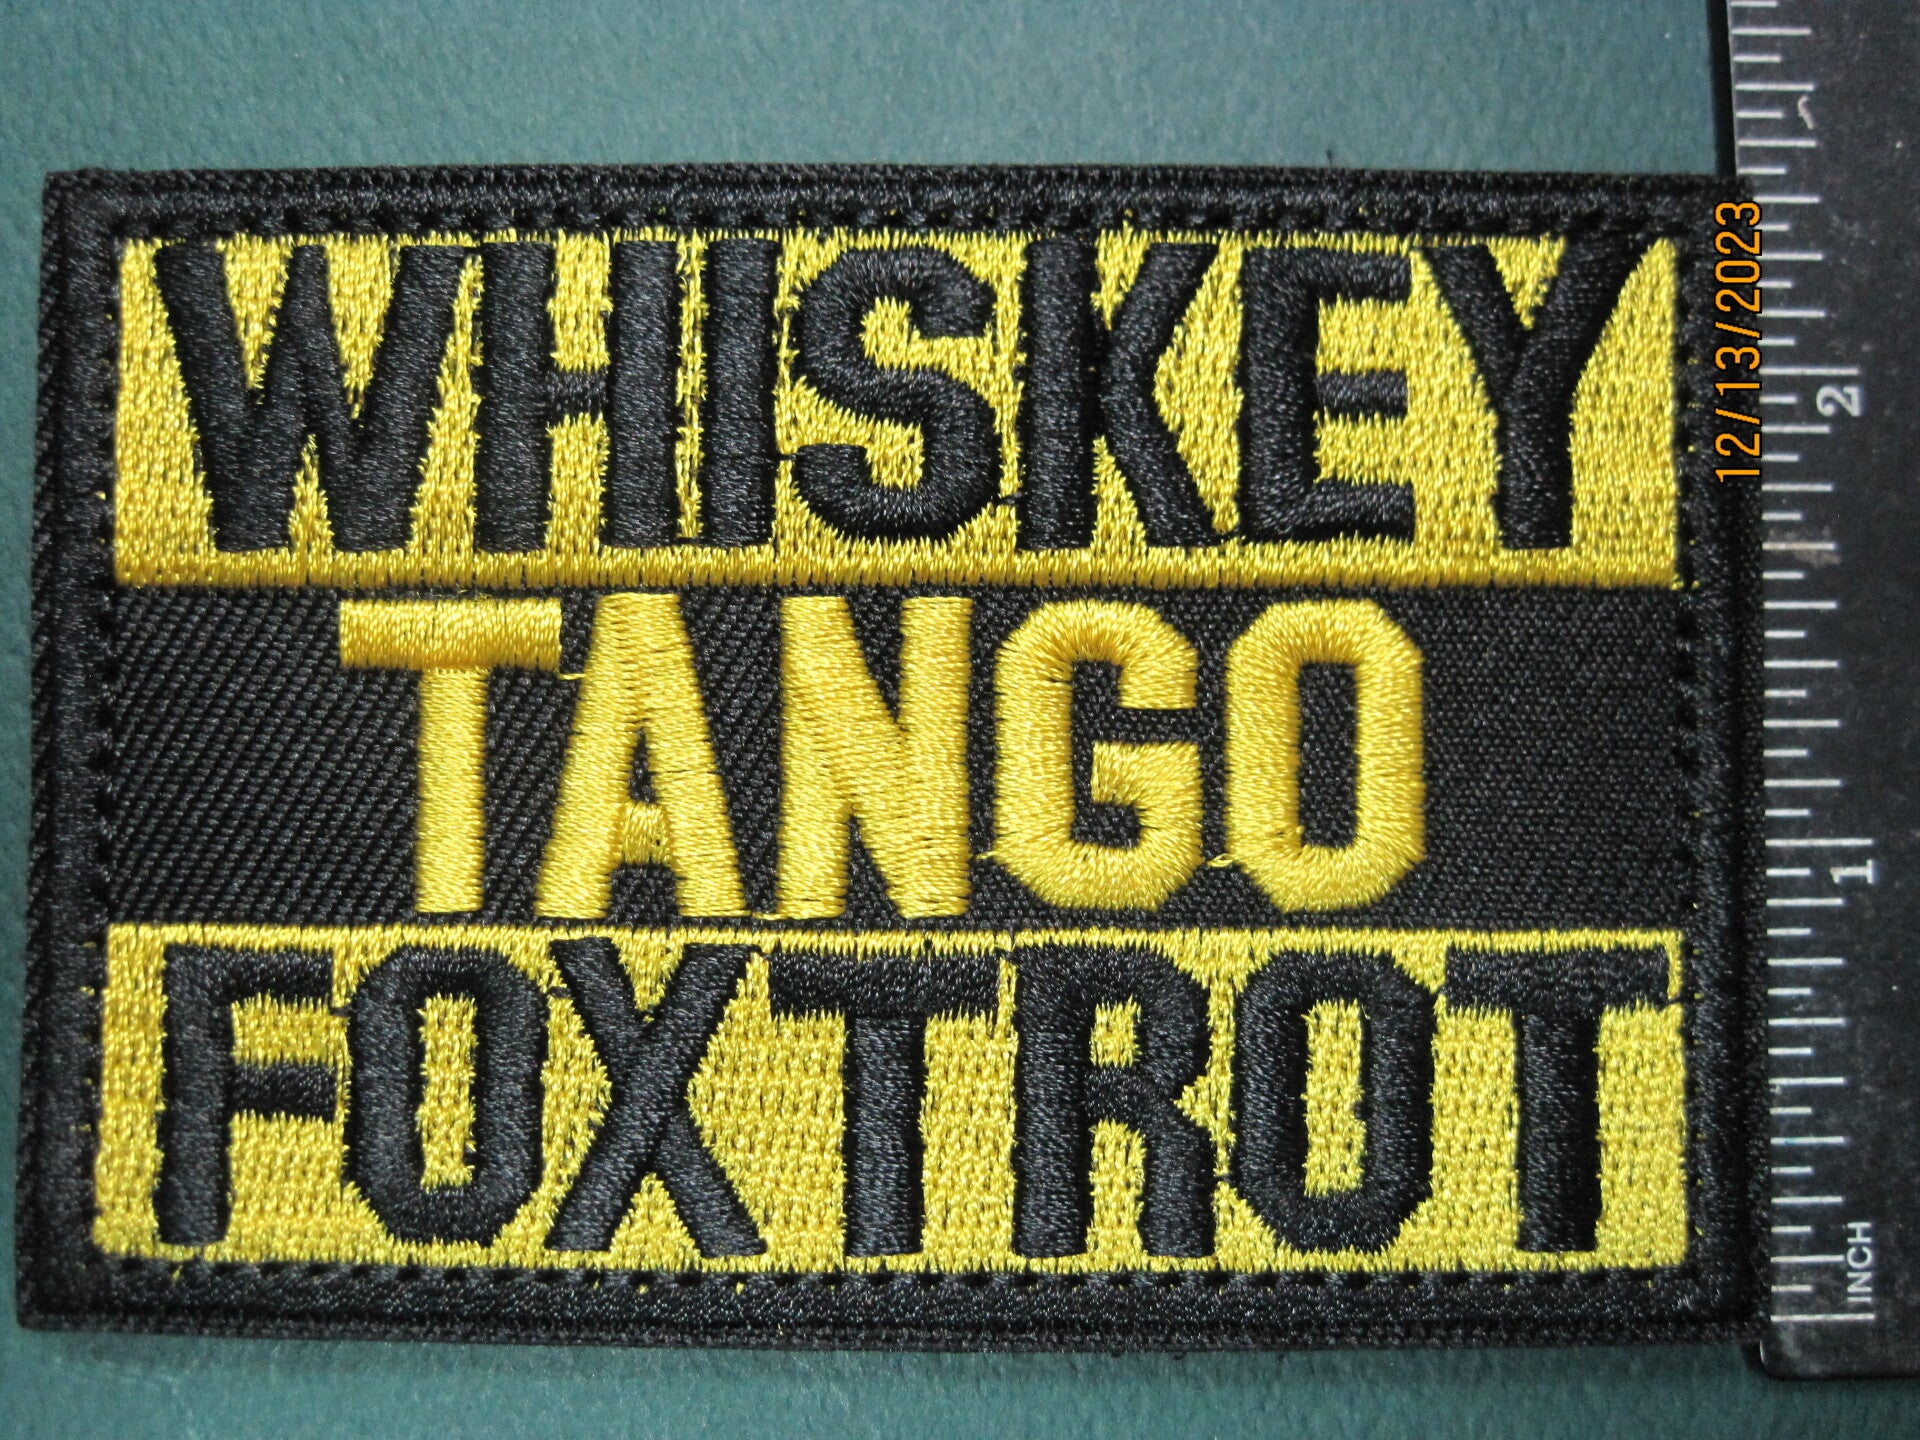 WHISKEY
TANGO
FOXTROT
12/13/2023
2
1
INCH